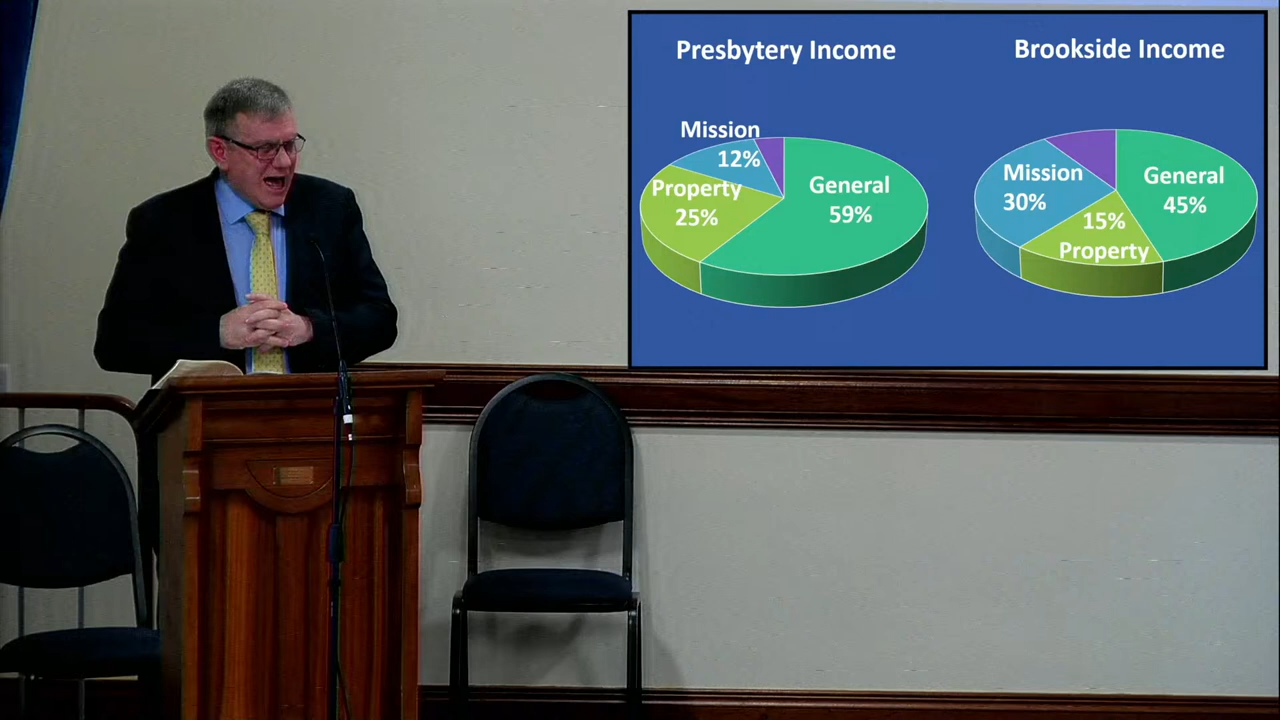 Presbytery Income
Mission
12%
Property
25%
General
59%
Brookside Income
Mission
30%
15%
Property
General
45%